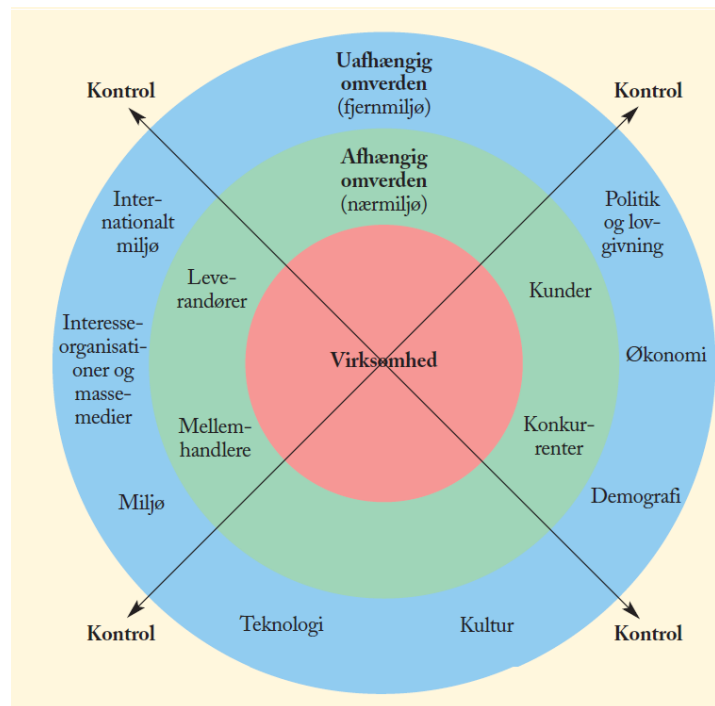 Uafhængig
omverden
(fjernmiljø)
Kontrol
Kontrol
Afhængig
omverden
(nærmiljø)
Inter-
nationalt
miljø
Politik
og lov-
givning
Leve-
randører
Kunder
Interesse-
organisati-
oner og
masse-
medier
Virksomhed
Økonomi
Mellem-
handlere
Konkur-
renter
Miljø
Demografi
Teknologi
Kultur
Kontrol
Kontrol